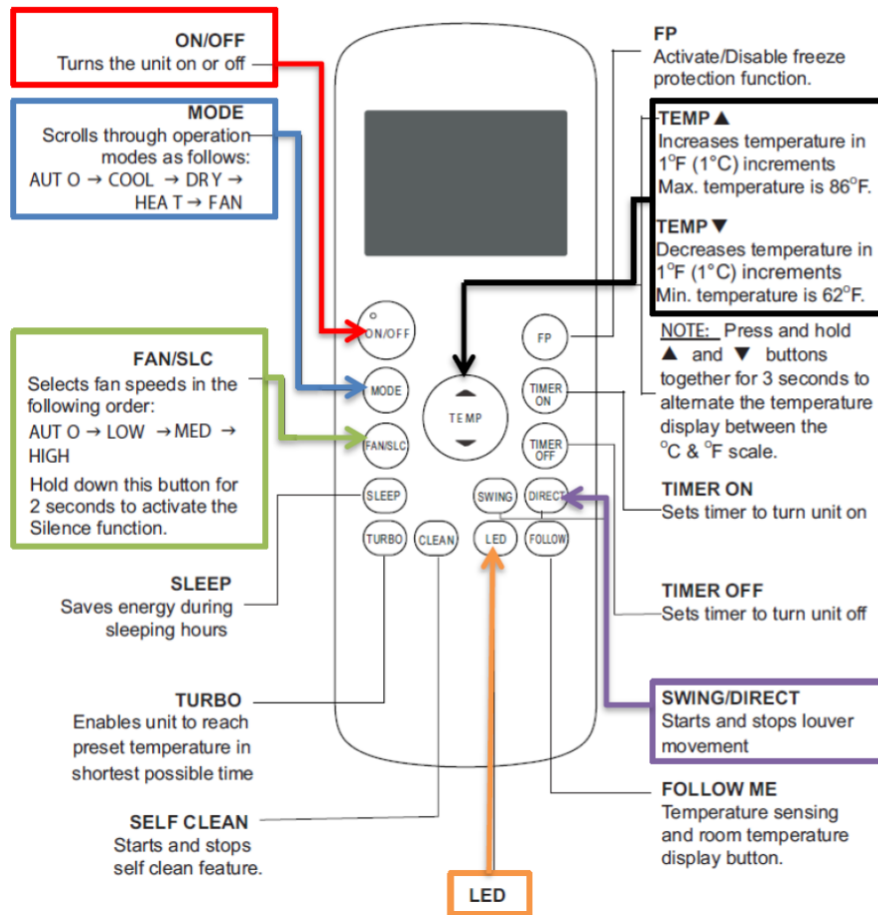 ON/OFF
Turns the unit on or off
MODE
Scrolls through operation
modes as follows:
AUT O → COOL → DRY →
HEA T → FAN
FAN/SLC
Selects fan speeds in the
following order:
AUT O → LOW → MED →
HIGH
Hold down this button for
2 seconds to activate the
Silence function.
SLEEP
Saves energy during
sleeping hours
TURBO
Enables unit to reach
preset temperature in
shortest possible time
SELF CLEAN
Starts and stops
self clean feature.
ON/OFF
MODE
FAN/SLC
SLEEP
TURBO
CLEAN
TEMP
SWING
LED
FP
TIMER
ON
TIMER
OFF
DIRECT
FOLLOW
LED
FP
Activate/Disable freeze
protection function.
TEMP ▲
Increases temperature in
1°F (1°C) increments
Max. temperature is 86°F.
TEMP ▼
Decreases temperature in
1°F (1°C) increments
Min. temperature is 62°F.
NOTE: Press and hold
▲ and ▼ buttons
together for 3 seconds to
alternate the temperature
display between the
°C & °F scale.
TIMER ON
Sets timer to turn unit on
TIMER OFF
Sets timer to turn unit off
SWING/DIRECT
Starts and stops louver
movement
FOLLOW ME
Temperature sensing
and room temperature
display button.